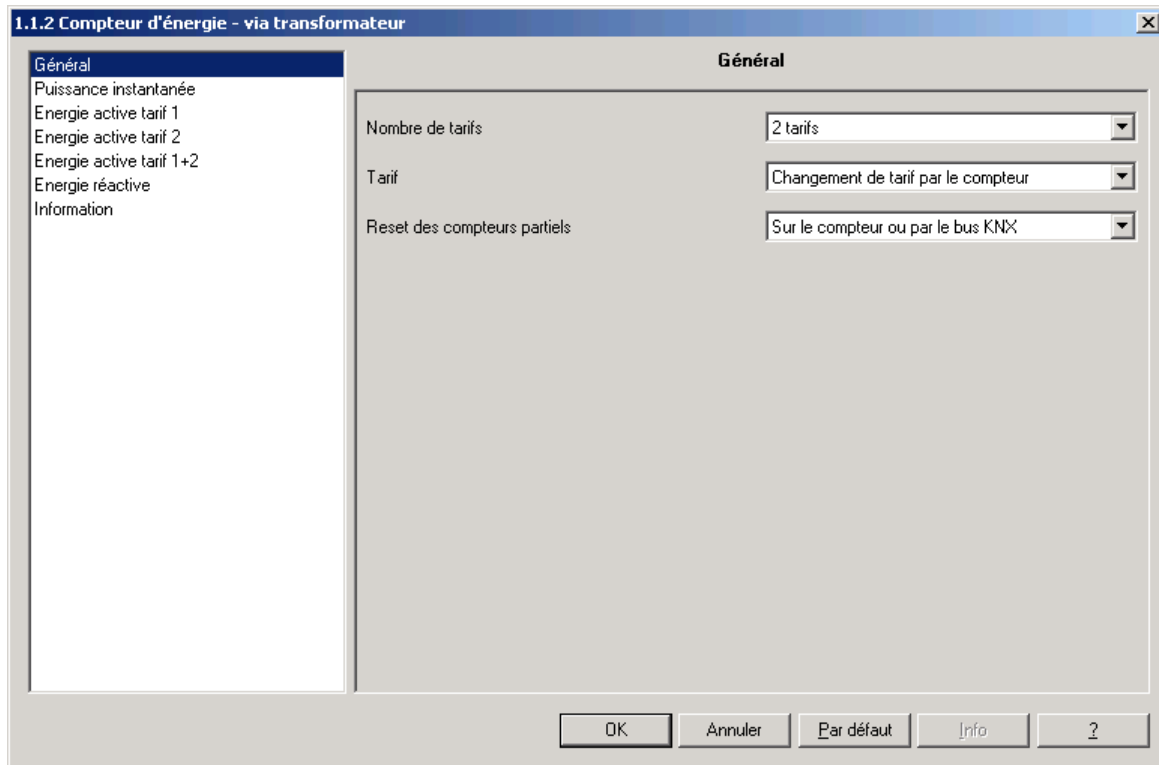 1.1.2 Compteur d'énergie - via transformateur
Général
Puissance instantanée
Energie active tarif 1
Energie active tarif 2
Energie active tarif 1+2
Energie réactive
Information
Général
Nombre de tarifs 2 tarifs
Tarif Changement de tarif par le compteur
Reset des compteurs partiels Sur le compteur ou par le bus KNX
OK Annuler Par défaut Info ?